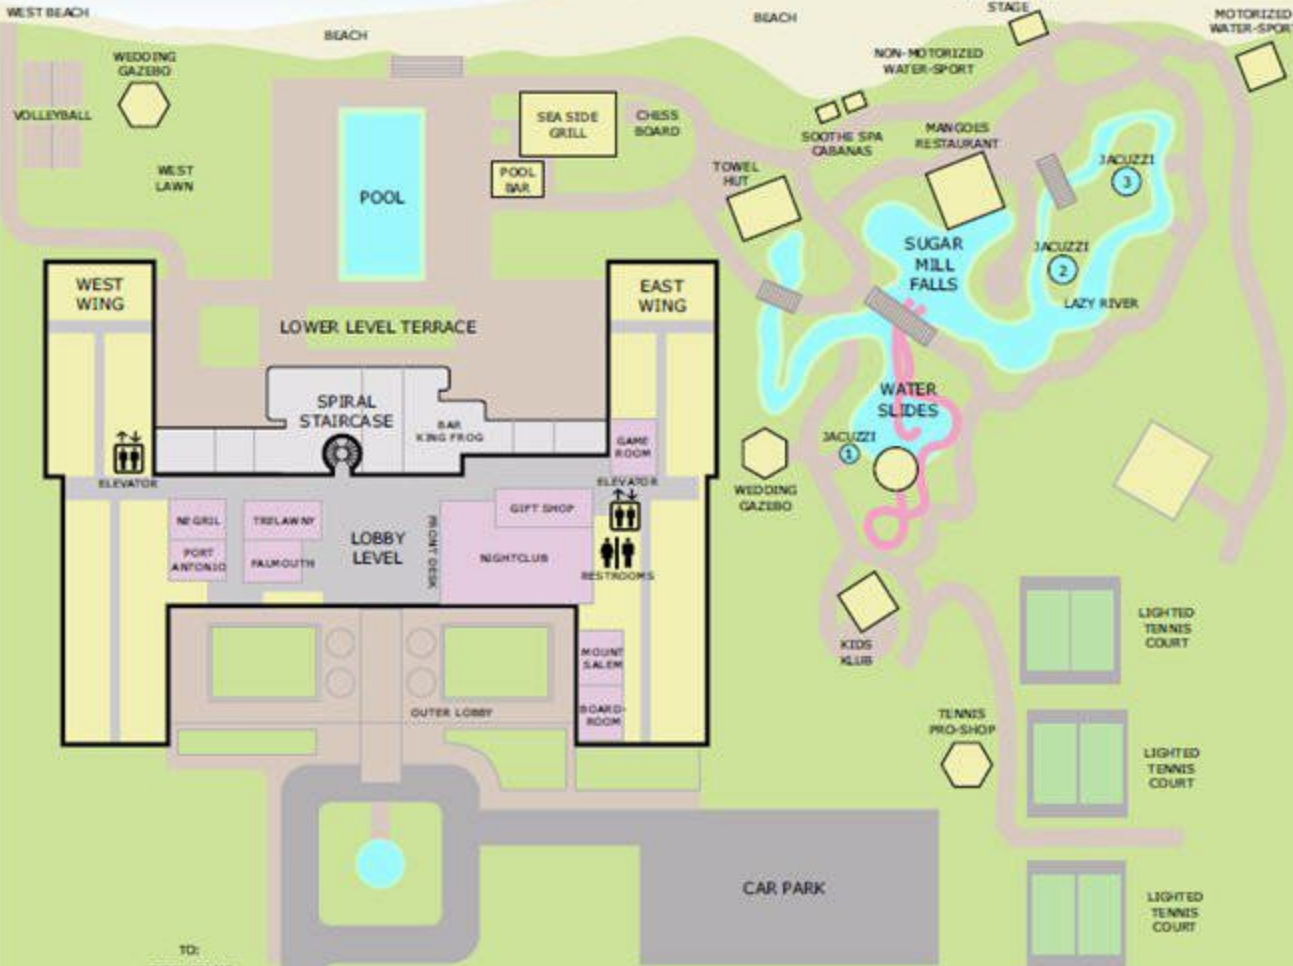 WEST BEACH
BEACH
BEACH
STAGE
MOTORIZED
WATER-SPORT
WEDDING
GAZEBO
NON-MOTORIZED
WATER-SPORT
VOLLEYBALL
SEA SIDE
GRILL
CHESS
BOARD
SOOTHE SPA
CABANAS
MANGOES
RESTAURANT
WEST
LAWN
POOL
BAR
POOL
TOWEL
HUT
JACUZZI
3
SUGAR
MILL
FALLS
JACUZZI
2
LAZY RIVER
WEST
WING
EAST
WING
LOWER LEVEL TERRACE
SPIRAL
STAIRCASE
BAR
KING FROG
GAME
ROOM
WATER
SLIDES
JACUZZI
1
ELEVATOR
ELEVATOR
WEDDING
GAZEBO
NEGRIL
TRELAWNY
GIFT SHOP
PORT
ANTONIO
FALMOUTH
LOBBY
LEVEL
FRONT DESK
NIGHTCLUB
RESTROOMS
KIDS
KLUB
LIGHTED
TENNIS
COURT
MOUNT
SALEM
BOARD-
ROOM
OUTER LOBBY
TENNIS
PRO-SHOP
LIGHTED
TENNIS
COURT
CAR PARK
LIGHTED
TENNIS
COURT
TO: